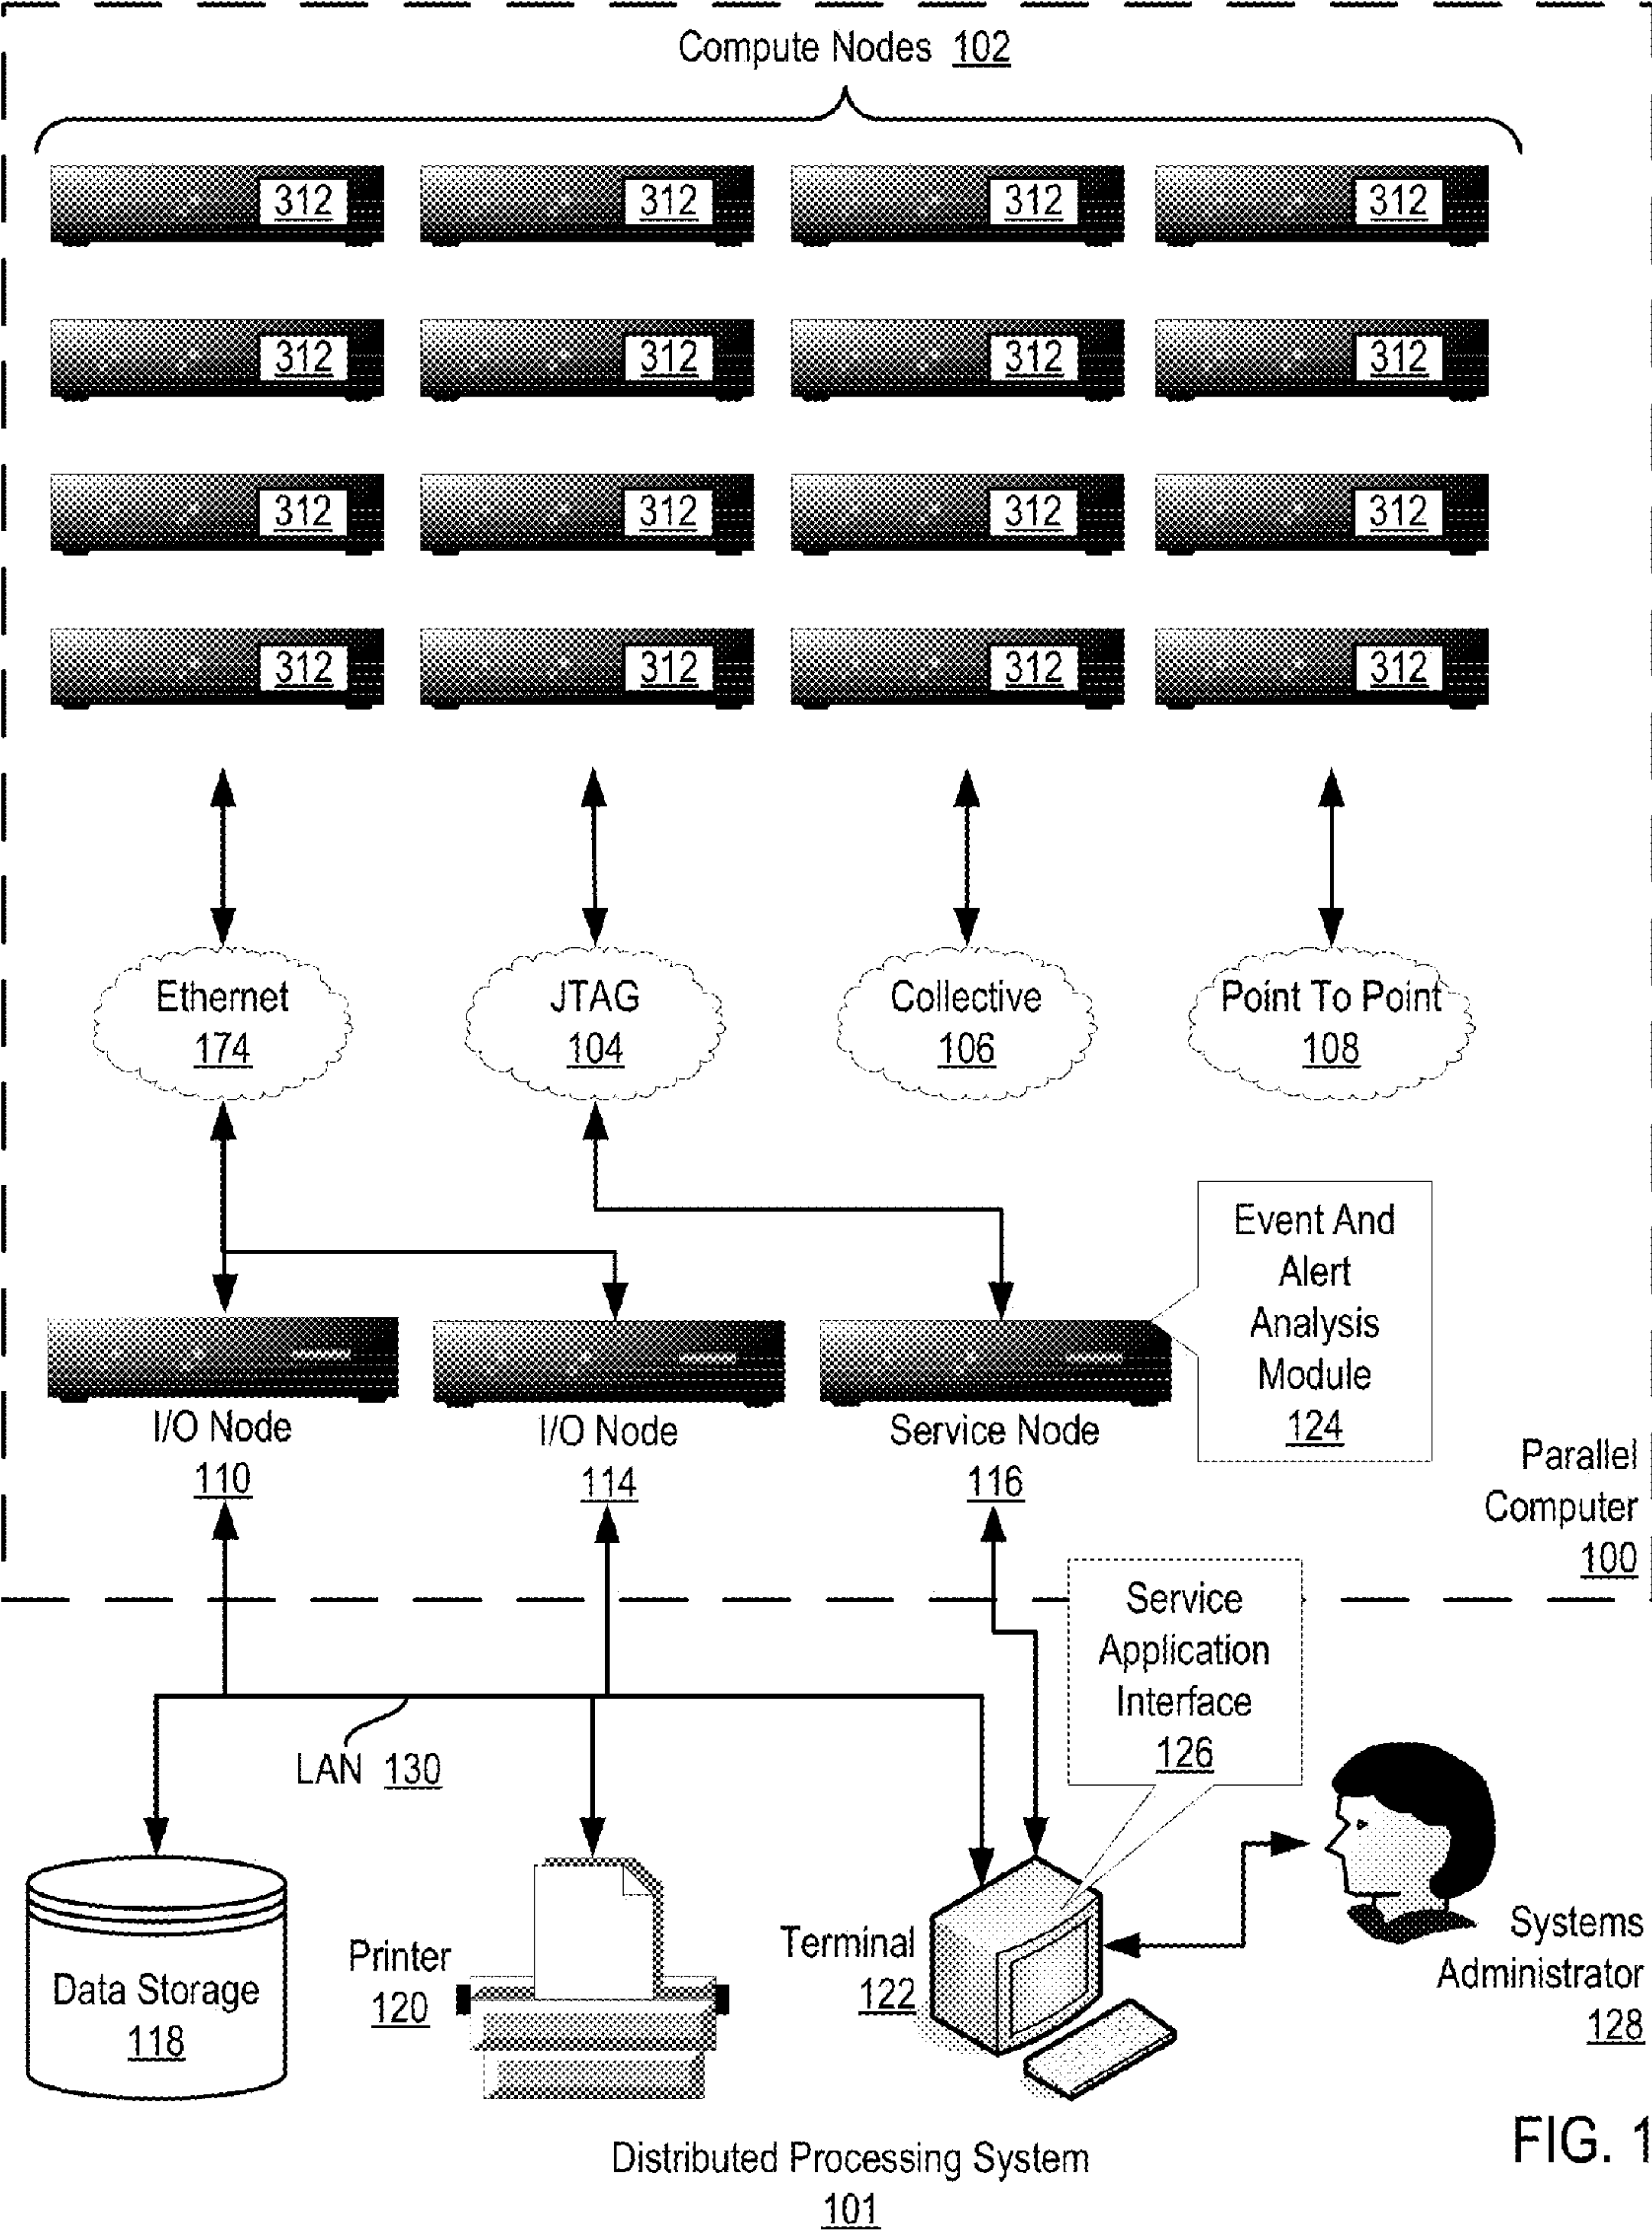 Compute Nodes 102
312 312 312 312
312 312 312 312
312 312 312 312
312 312 312 312
Ethernet
174
JTAG
104
Collective
106
Point To Point
108
Event And
Alert
Analysis
Module
124
I/O Node
110
I/O Node
114
Service Node
116
Parallel
Computer
100
Service
Application
Interface
126
LAN 130
Data Storage
118
Printer
120
Terminal
122
Systems
Administrator
128
Distributed Processing System
101
FIG. 1